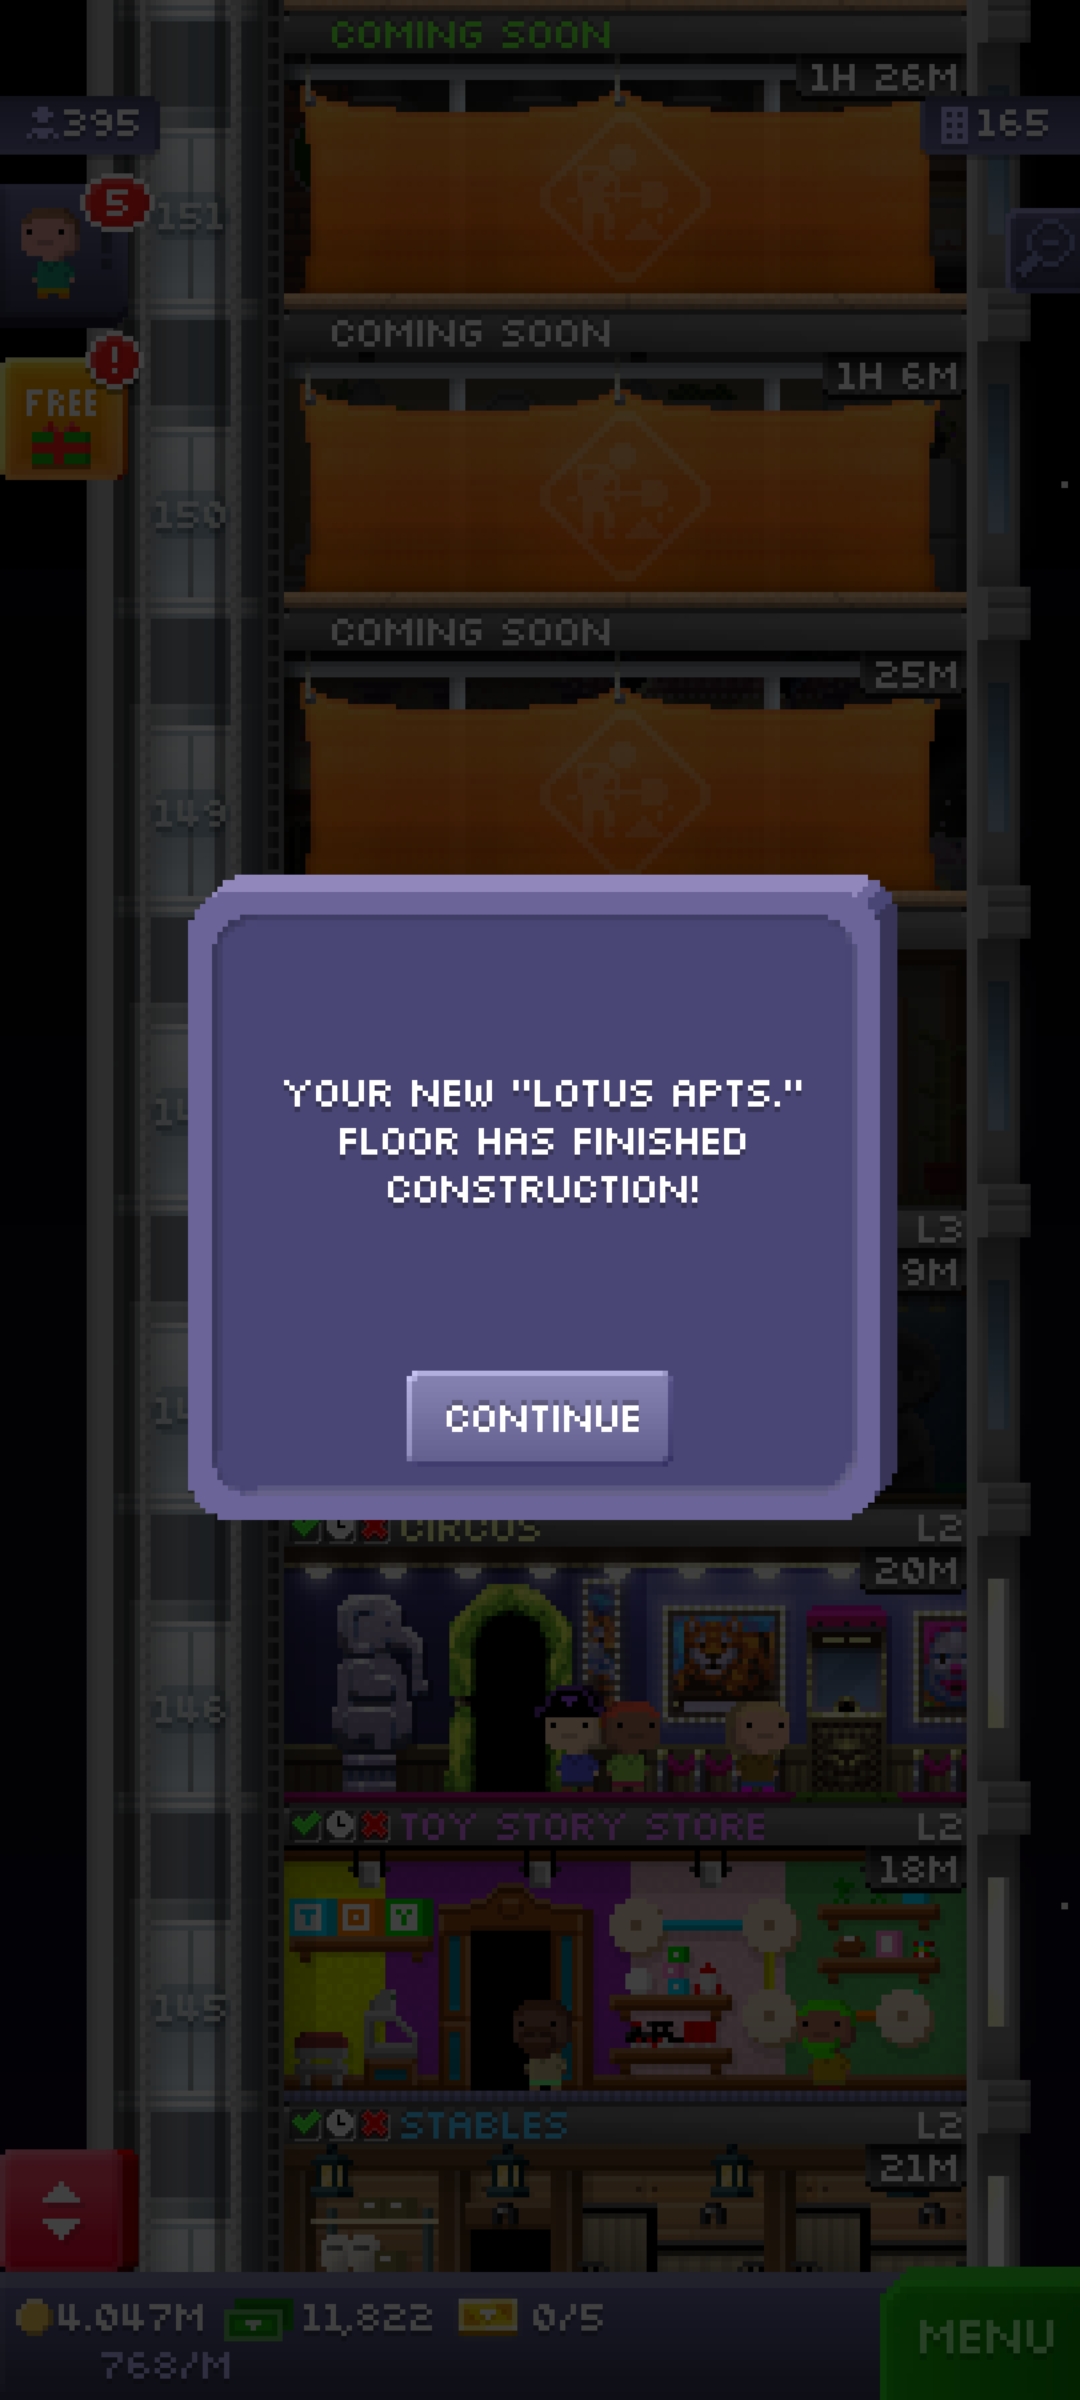 COMING SOON
1H 26M
395
165
5
151
COMING SOON
1H 6M
!
FREE
150
COMING SOON
25M
149
YOUR NEW "LOTUS APTS."
FLOOR HAS FINISHED
CONSTRUCTION!
L3
9M
CONTINUE
CIRCUS
L2
20M
146
TOY STORY STORE
L2
18M
TOY
145
STABLES
L2
21M
4.047M
11,822
0/5
768/M
MENU